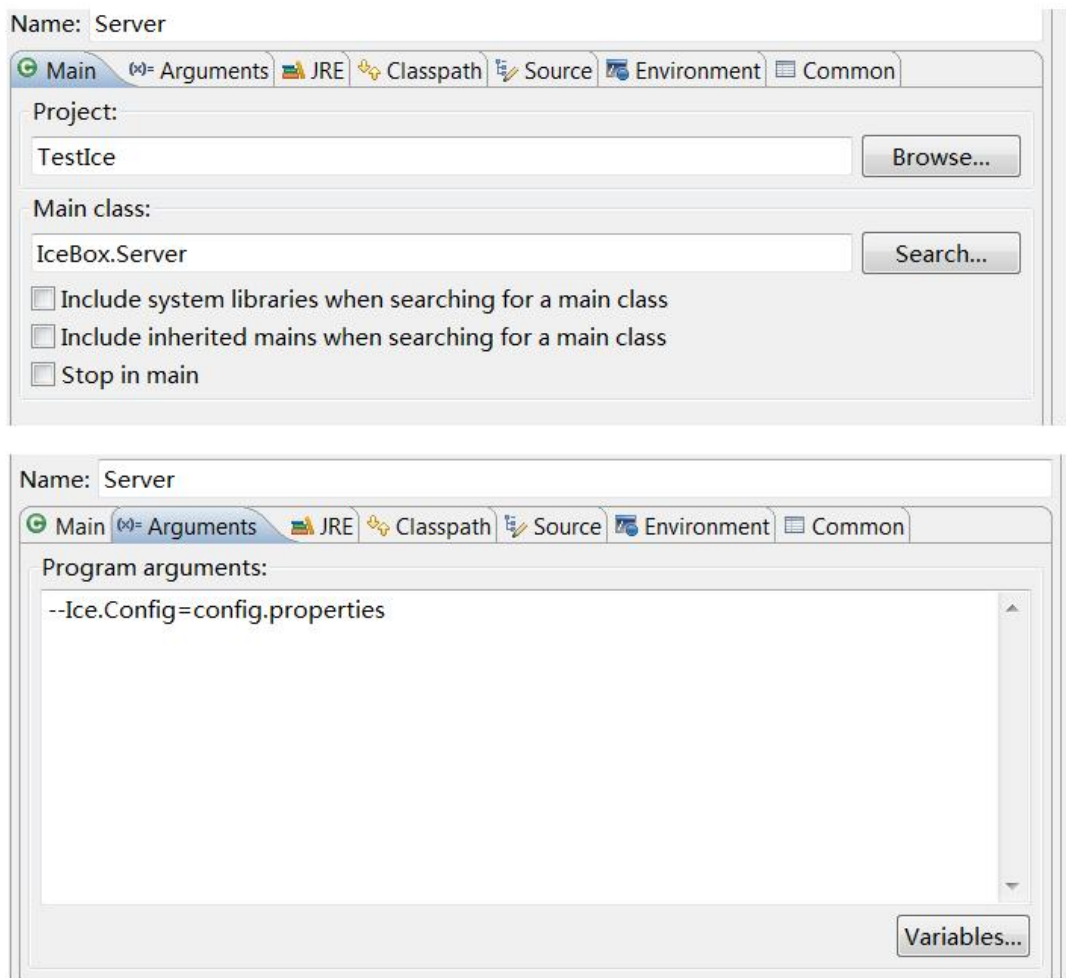 Name: Server
Main (x)= Arguments JRE Classpath Source Environment Common
Project:
TestIce Browse...
Main class:
IceBox.Server Search...
Include system libraries when searching for a main class
Include inherited mains when searching for a main class
Stop in main
Name: Server
Main (x)= Arguments JRE Classpath Source Environment Common
Program arguments:
--Ice.Config=config.properties
Variables...